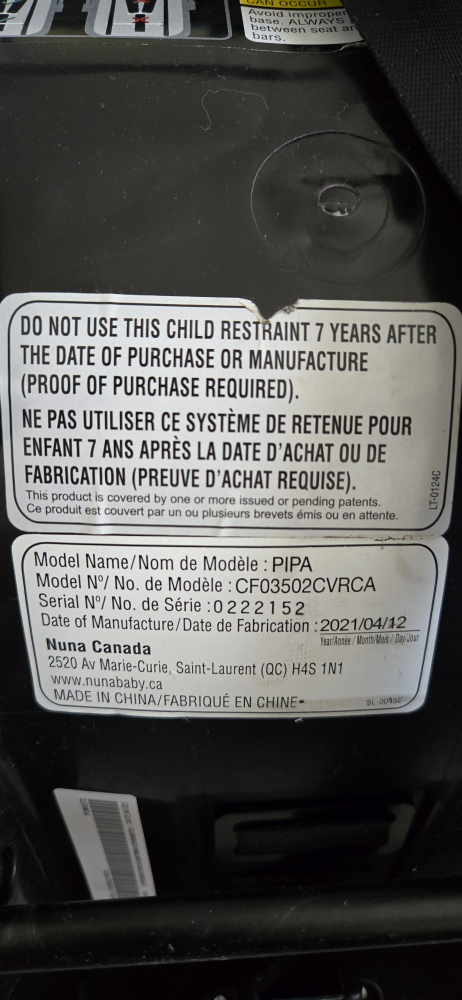 CAN OCCUR
Avoid improper
base. ALWAYS
between seat an
bars.
DO NOT USE THIS CHILD RESTRAINT 7 YEARS AFTER
THE DATE OF PURCHASE OR MANUFACTURE
(PROOF OF PURCHASE REQUIRED).
NE PAS UTILISER CE SYSTÈME DE RETENUE POUR
ENFANT 7 ANS APRÈS LA DATE D'ACHAT OU DE
FABRICATION (PREUVE D'ACHAT REQUISE).
This product is covered by one or more issued or pending patents.
Ce produit est couvert par un ou plusieurs brevets émis ou en attente.
LT-0124C
Model Name/Nom de Modèle : PIPA
Model Nº/ No. de Modèle : CF03502CVRCA
Serial Nº/ No. de Série : 0222152
Date of Manufacture/Date de Fabrication : 2021/04/12
Year/Année / Month/Mois / Day/Jour
Nuna Canada
2520 Av Marie-Curie, Saint-Laurent (QC) H4S 1N1
www.nunababy.ca
MADE IN CHINA/FABRIQUÉ EN CHINE